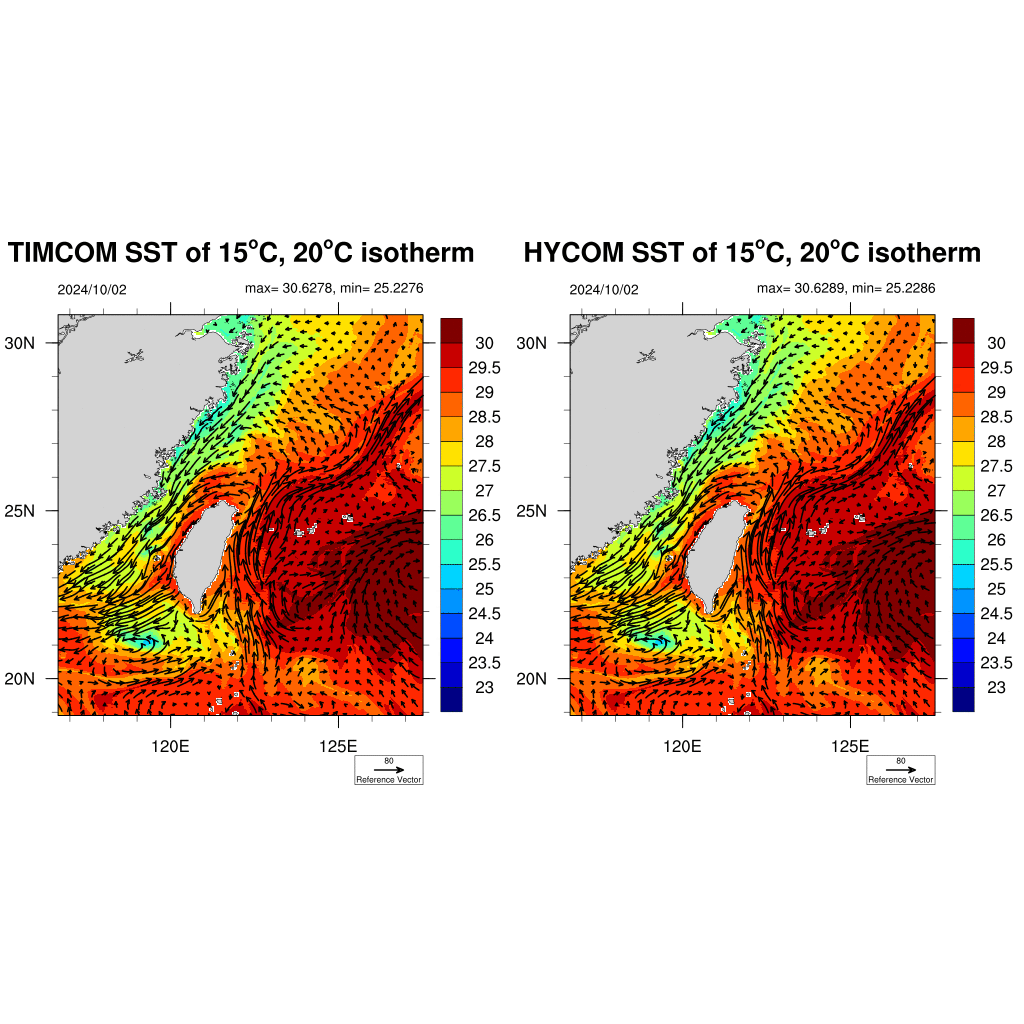 TIMCOM SST of 15°C, 20°C isotherm
2024/10/02
max= 30.6278, min= 25.2276
30N
25N
20N
120E
125E
30
29.5
29
28.5
28
27.5
27
26.5
26
25.5
25
24.5
24
23.5
23
80
Reference Vector
HYCOM SST of 15°C, 20°C isotherm
2024/10/02
max= 30.6289, min= 25.2286
30N
25N
20N
120E
125E
30
29.5
29
28.5
28
27.5
27
26.5
26
25.5
25
24.5
24
23.5
23
80
Reference Vector